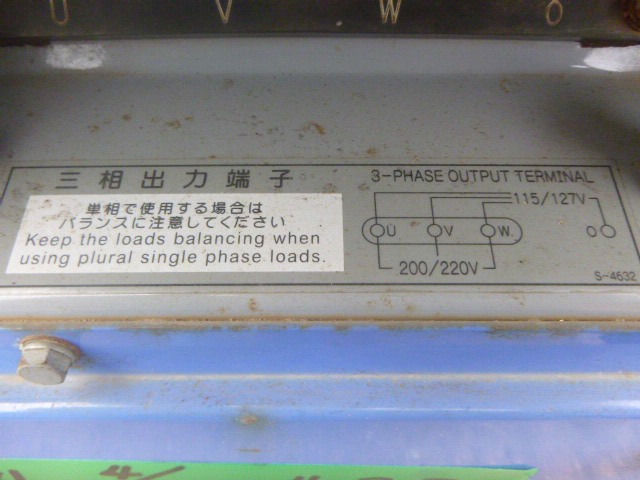 U V W O
三相出力端子
単相で使用する場合は
バランスに注意してください
Keep the loads balancing when
using plural single phase loads.
3-PHASE OUTPUT TERMINAL
115/127V
U V W O
200/220V
S-4632